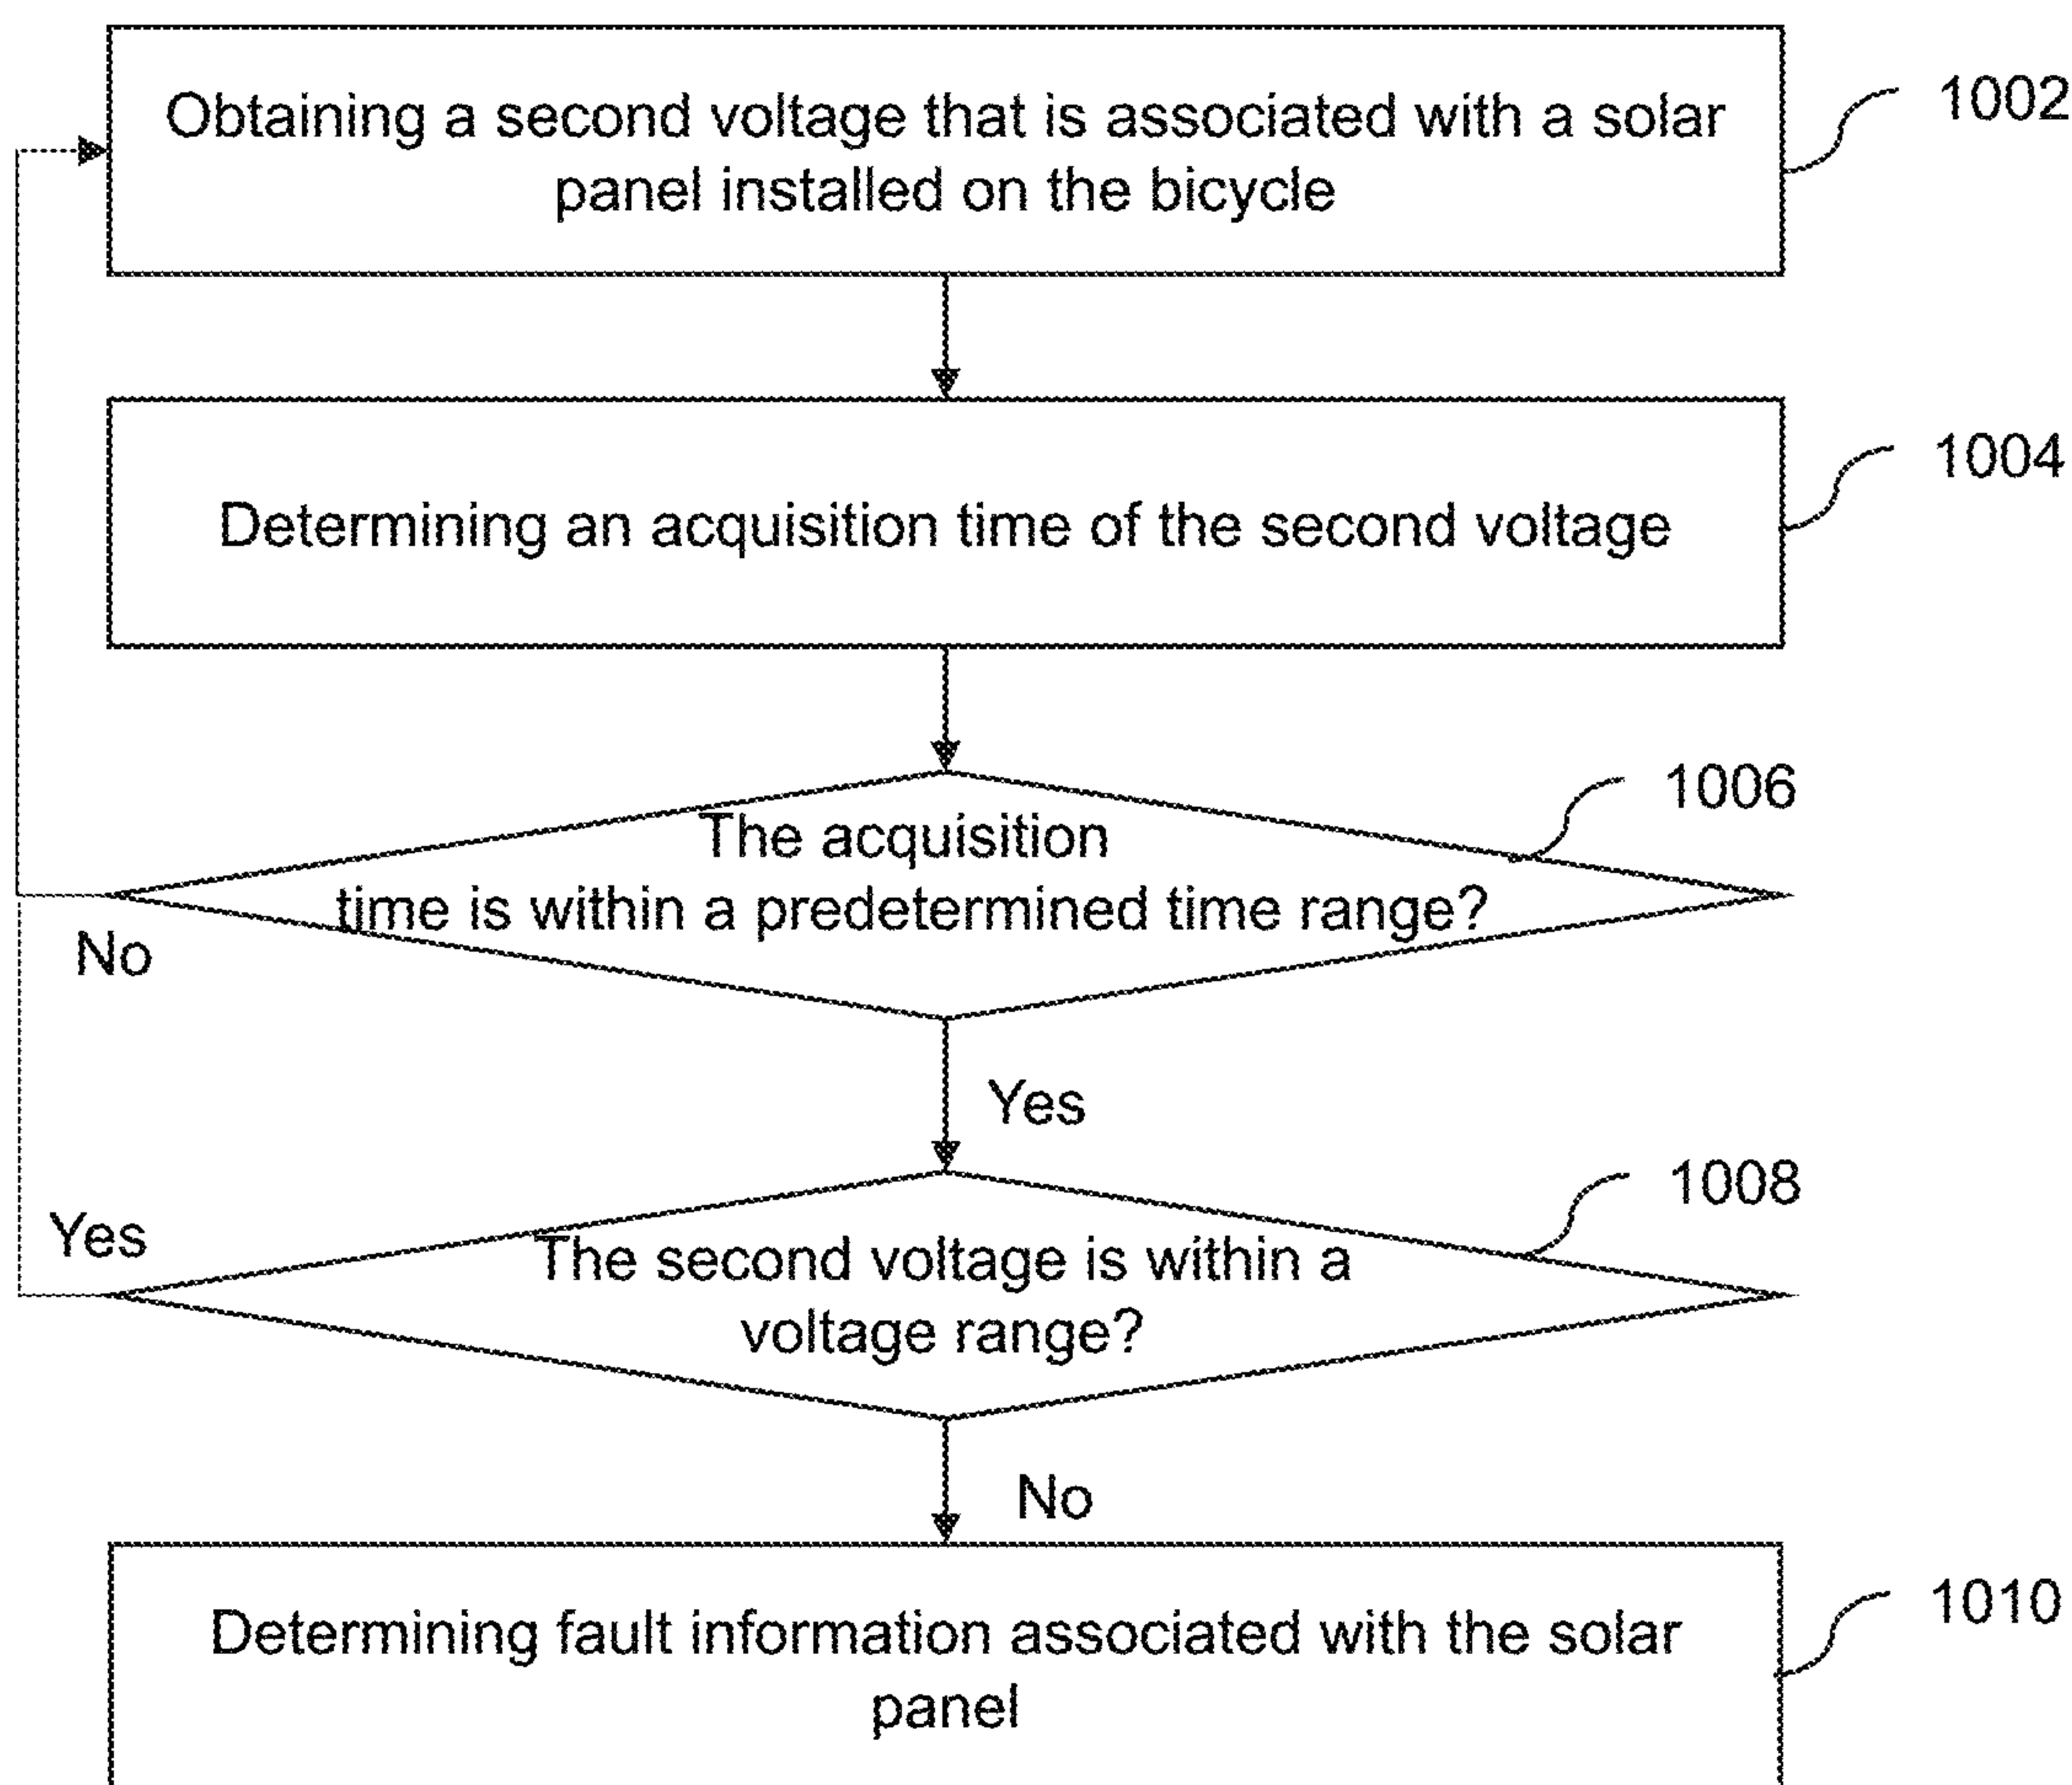 Obtaining a second voltage that is associated with a solar
panel installed on the bicycle
1002
Determining an acquisition time of the second voltage
1004
The acquisition
time is within a predetermined time range?
1006
No
Yes
The second voltage is within a
voltage range?
1008
Yes
No
Determining fault information associated with the solar
panel
1010